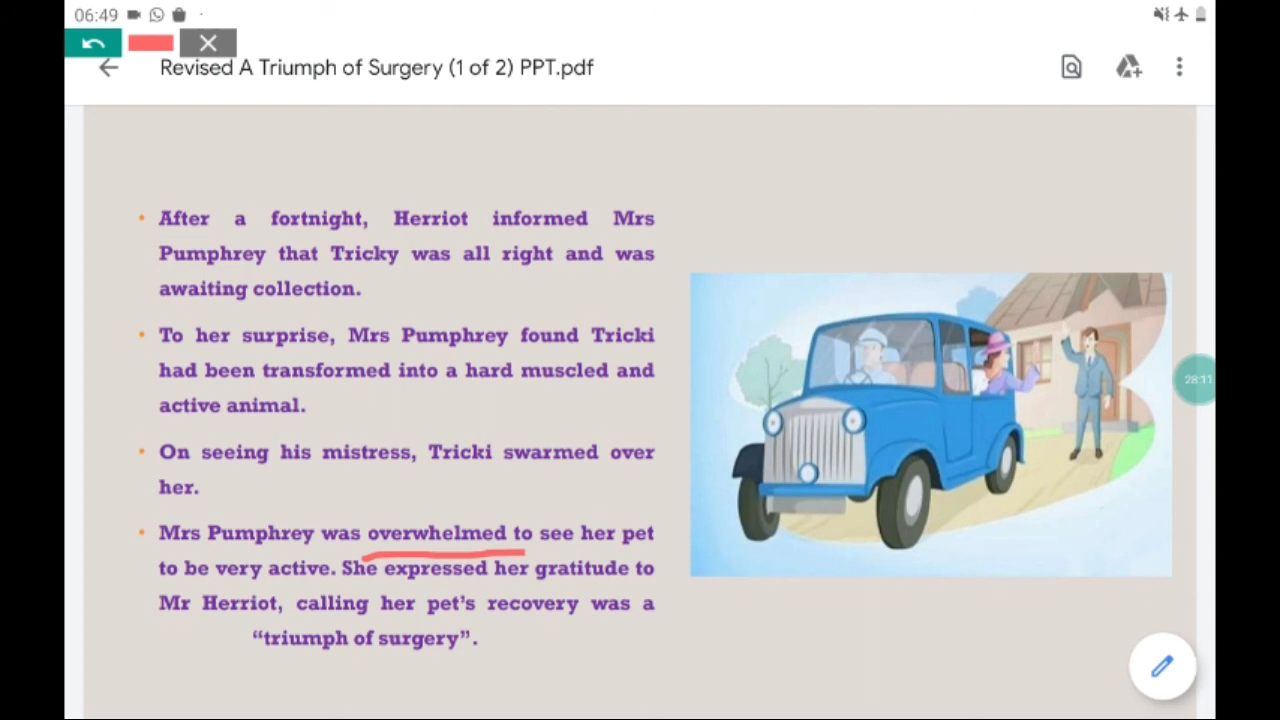 06:49
Revised A Triumph of Surgery (1 of 2) PPT.pdf
• After a fortnight, Herriot informed Mrs
Pumphrey that Tricky was all right and was
awaiting collection.
• To her surprise, Mrs Pumphrey found Tricki
had been transformed into a hard muscled and
active animal.
• On seeing his mistress, Tricki swarmed over
her.
• Mrs Pumphrey was overwhelmed to see her pet
to be very active. She expressed her gratitude to
Mr Herriot, calling her pet's recovery was a
“triumph of surgery”.
28:11